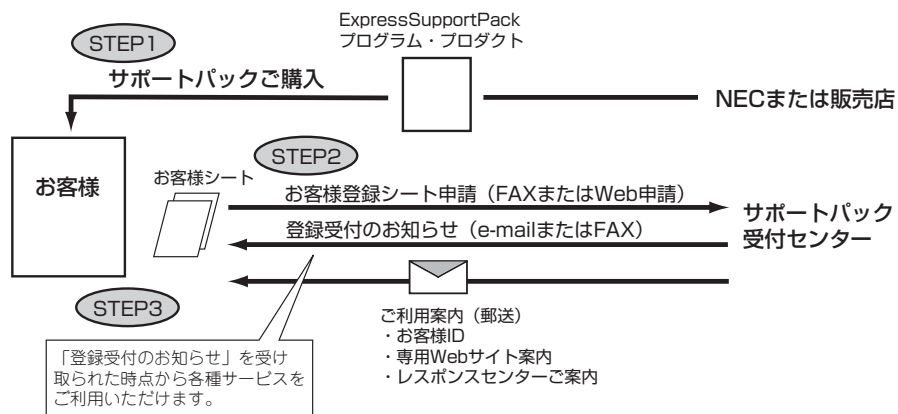 ExpressSupportPack
プログラム・プロダクト
STEP1
サポートパックご購入
NECまたは販売店
お客様
お客様シート
STEP2
お客様登録シート申請（FAXまたはWeb申請）
登録受付のお知らせ（e-mailまたはFAX）
サポートパック
受付センター
STEP3
ご利用案内（郵送）
・お客様ID
・専用Webサイト案内
・レスポンスセンターご案内
「登録受付のお知らせ」を受け
取られた時点から各種サービスを
ご利用いただけます。